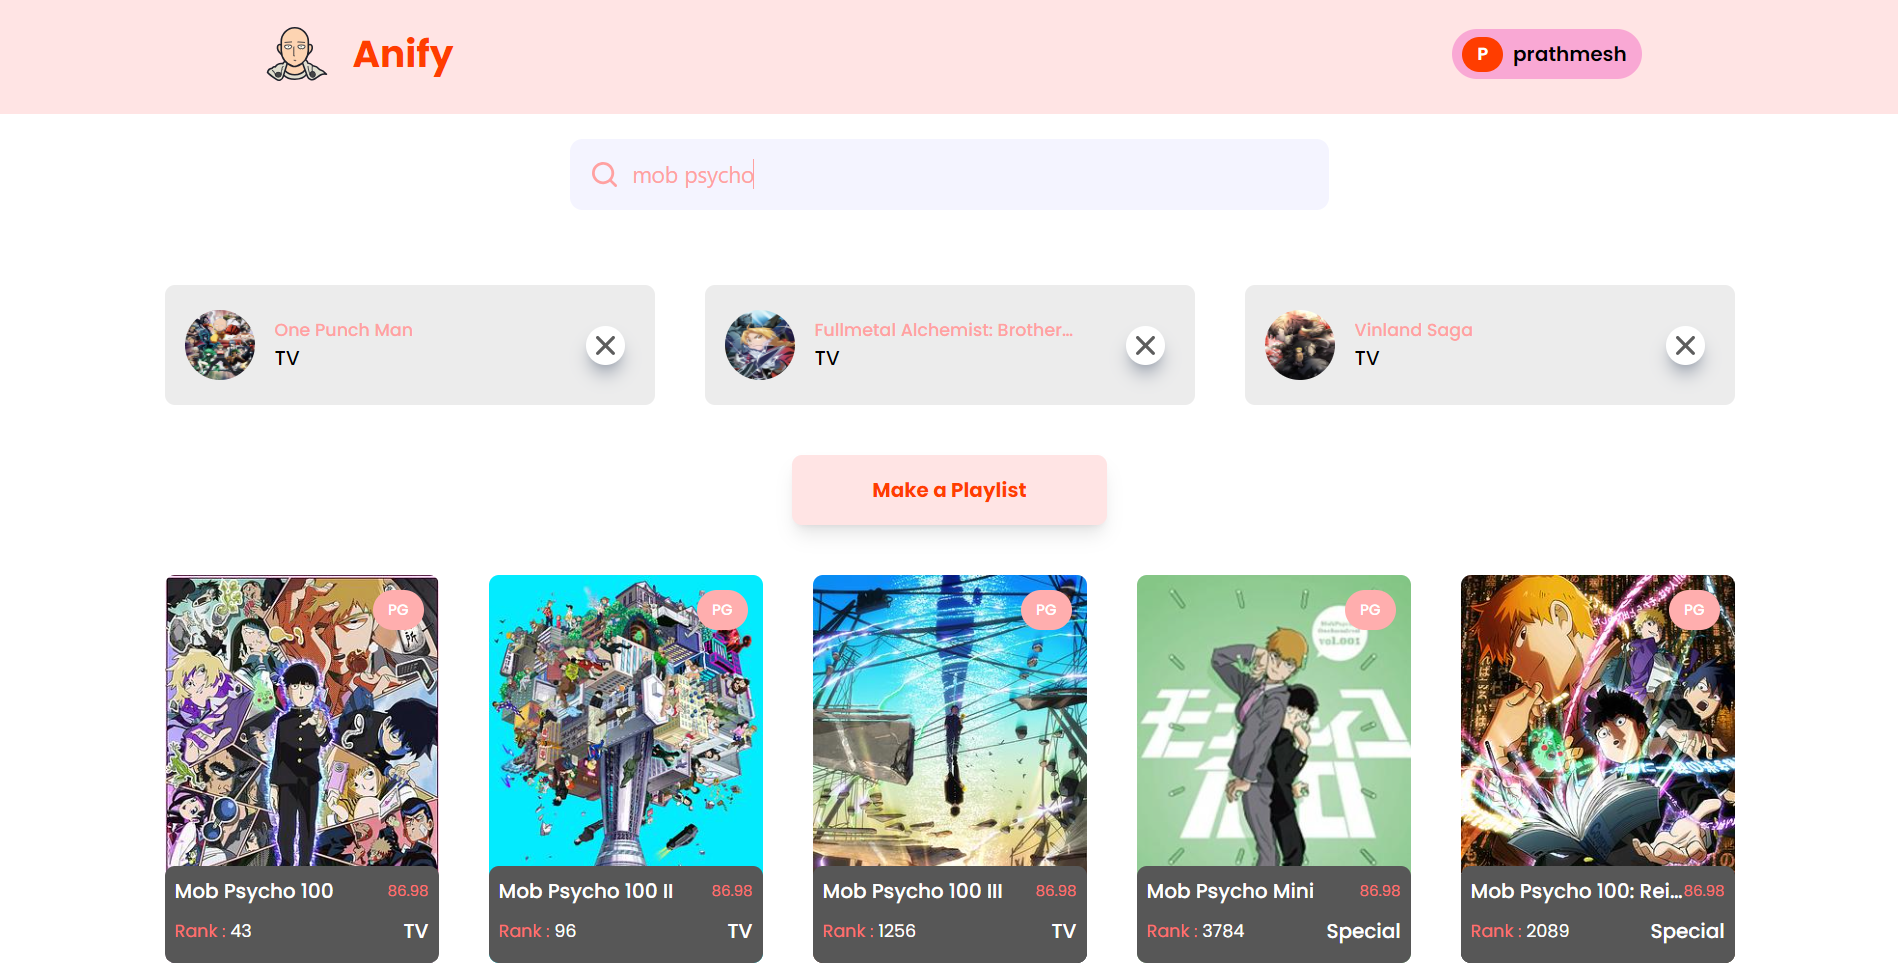 Anify
P prathmesh
mob psycho
One Punch Man
TV
Fullmetal Alchemist: Brother...
TV
Vinland Saga
TV
Make a Playlist
PG
Mob Psycho 100 86.98
Rank : 43 TV
PG
Mob Psycho 100 II 86.98
Rank : 96 TV
PG
Mob Psycho 100 III 86.98
Rank : 1256 TV
PG
vol.001
Mob Psycho Mini 86.98
Rank : 3784 Special
PG
Mob Psycho 100: Rei... 86.98
Rank : 2089 Special